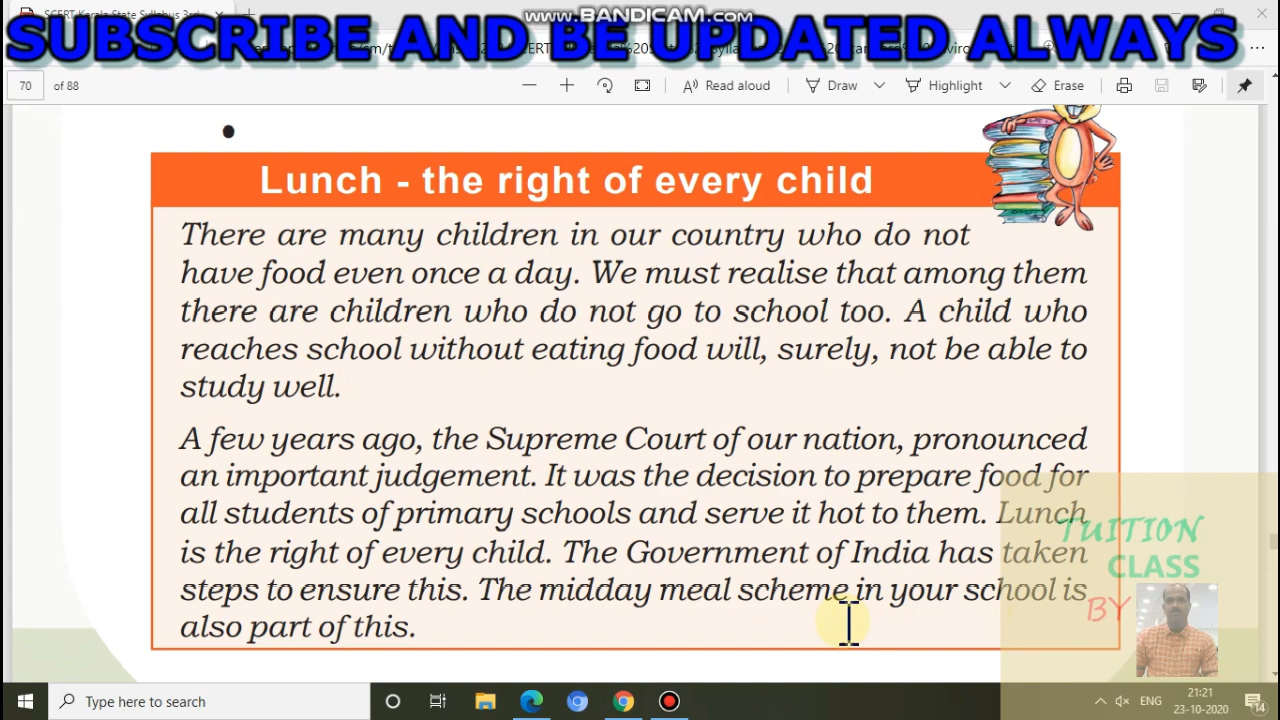 SCERT Kerala State Syllabus 3rd
www.BANDICAM.com
SUBSCRIBE AND BE UPDATED ALWAYS
70 of 88 Read aloud Draw Highlight Erase
Lunch - the right of every child
There are many children in our country who do not
have food even once a day. We must realise that among them
there are children who do not go to school too. A child who
reaches school without eating food will, surely, not be able to
study well.
A few years ago, the Supreme Court of our nation, pronounced
an important judgement. It was the decision to prepare food for
all students of primary schools and serve it hot to them. Lunch
is the right of every child. The Government of India has taken
steps to ensure this. The midday meal scheme in your school is
also part of this.
TUITION
CLASS
BY
Type here to search
ENG
21:21
23-10-2020
14